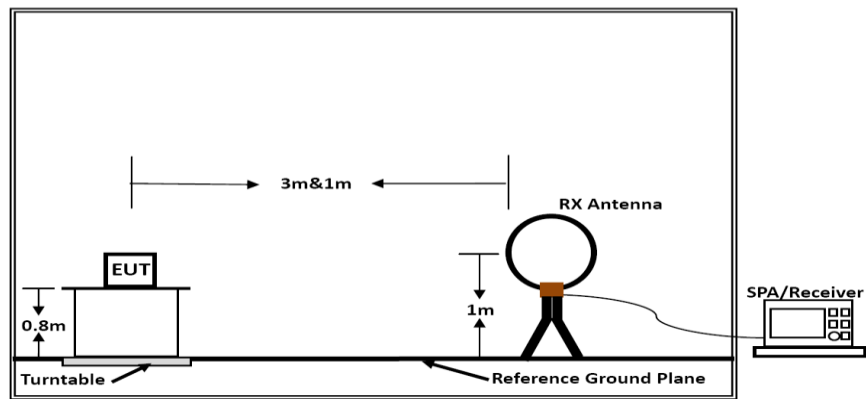 3m&1m
RX Antenna
EUT
SPA/Receiver
0.8m
1m
Turntable
Reference Ground Plane